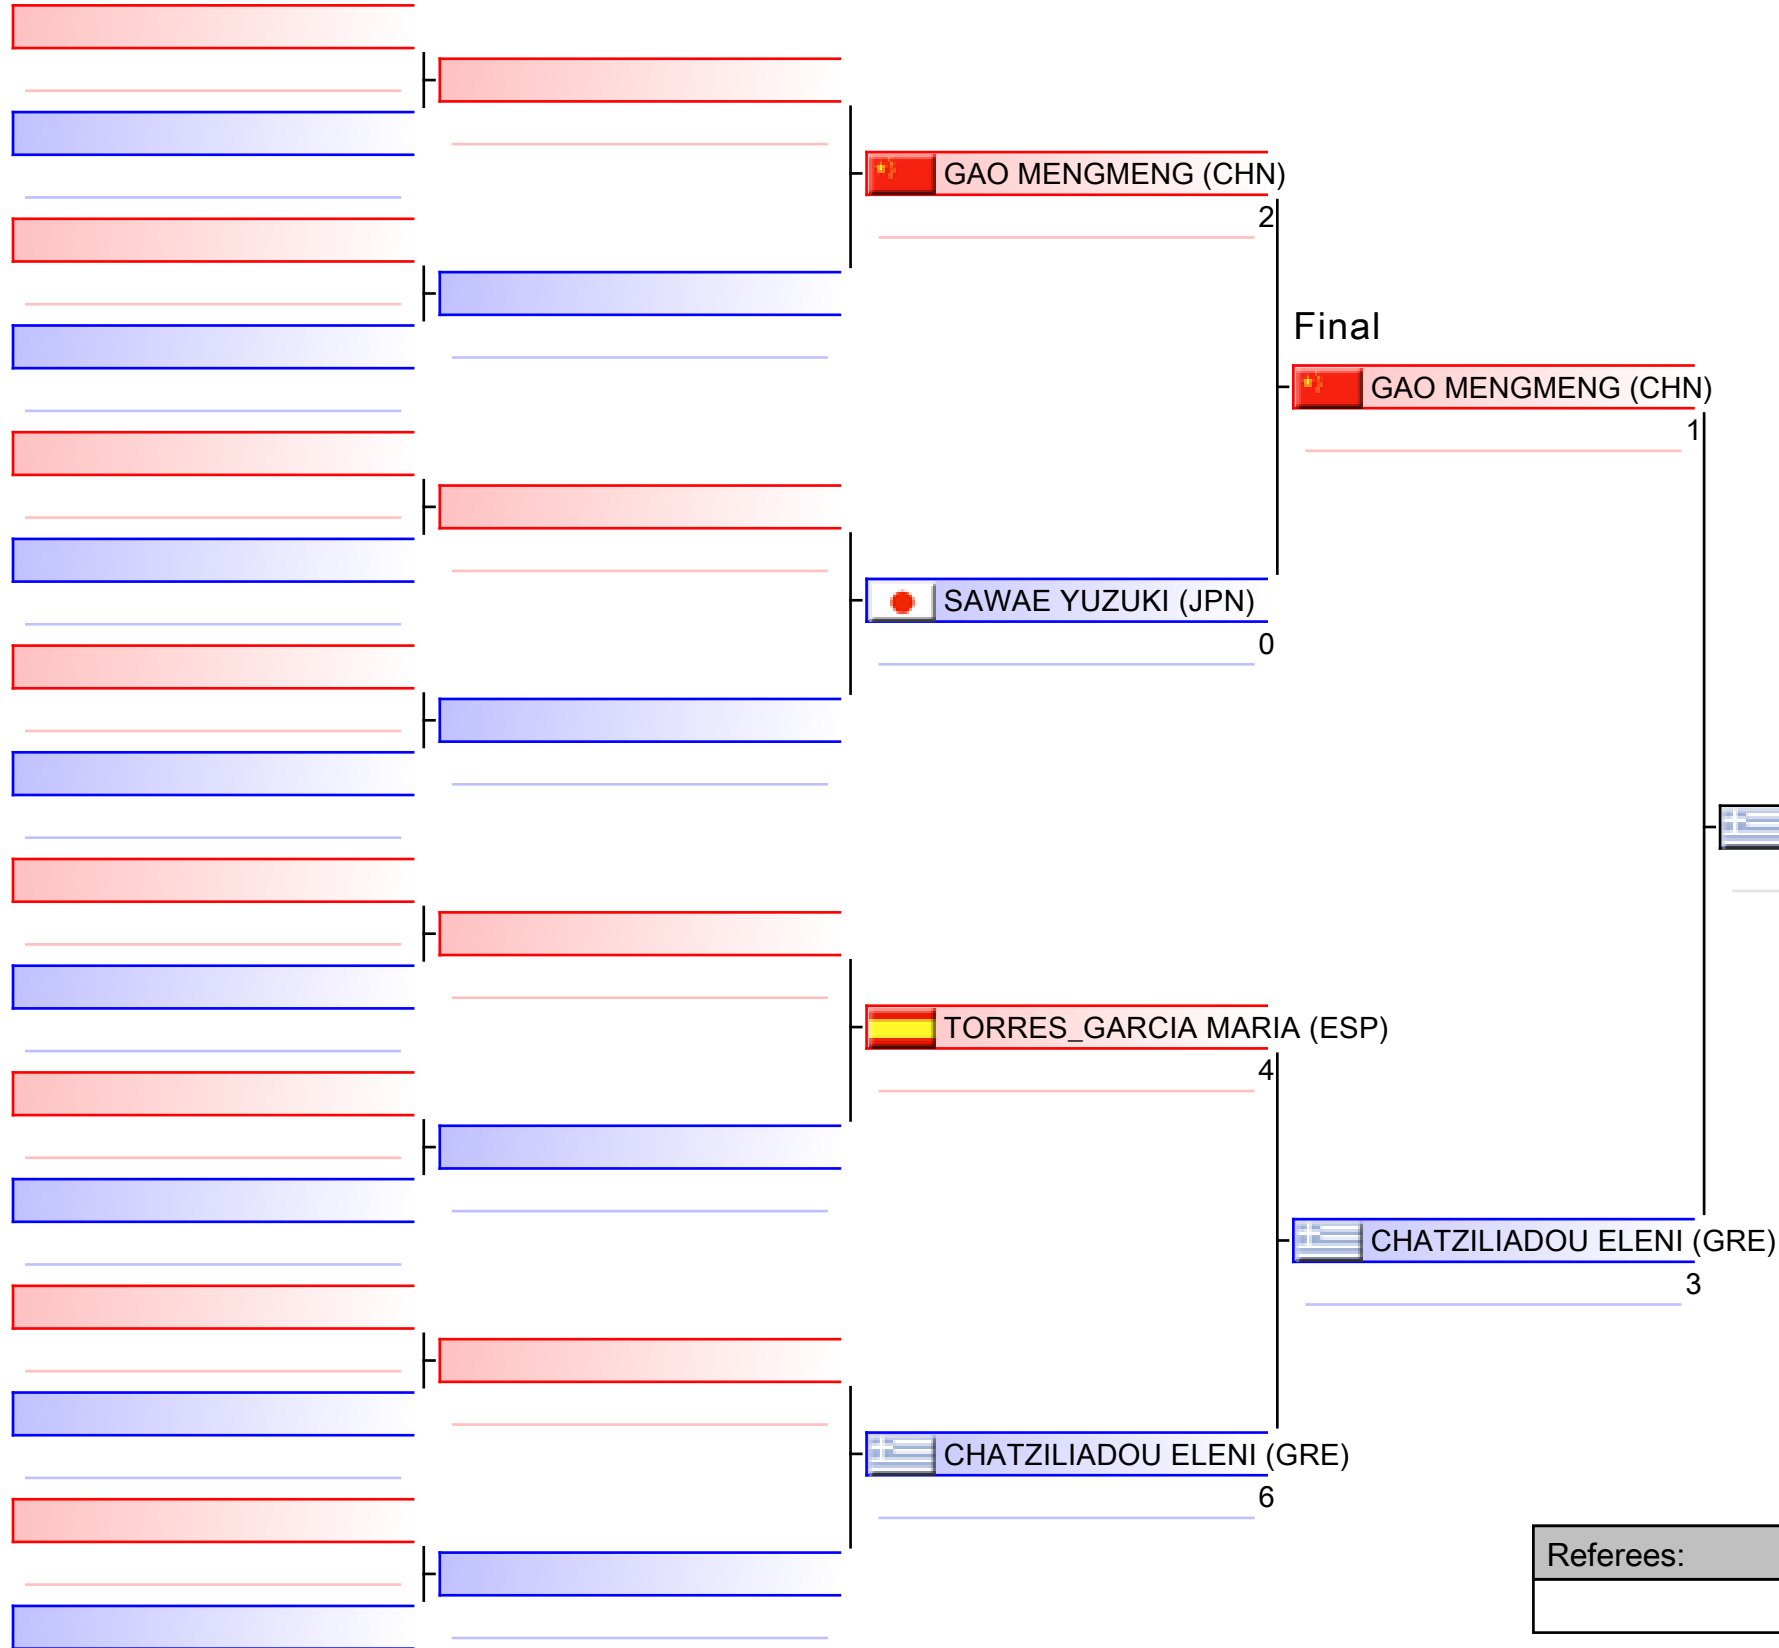 GAO MENGMENG (CHN)
2
Final
GAO MENGMENG (CHN)
1
SAWAE YUZUKI (JPN)
0
TORRES_GARCIA MARIA (ESP)
4
CHATZILIADOU ELENI (GRE)
3
CHATZILIADOU ELENI (GRE)
6
Referees: